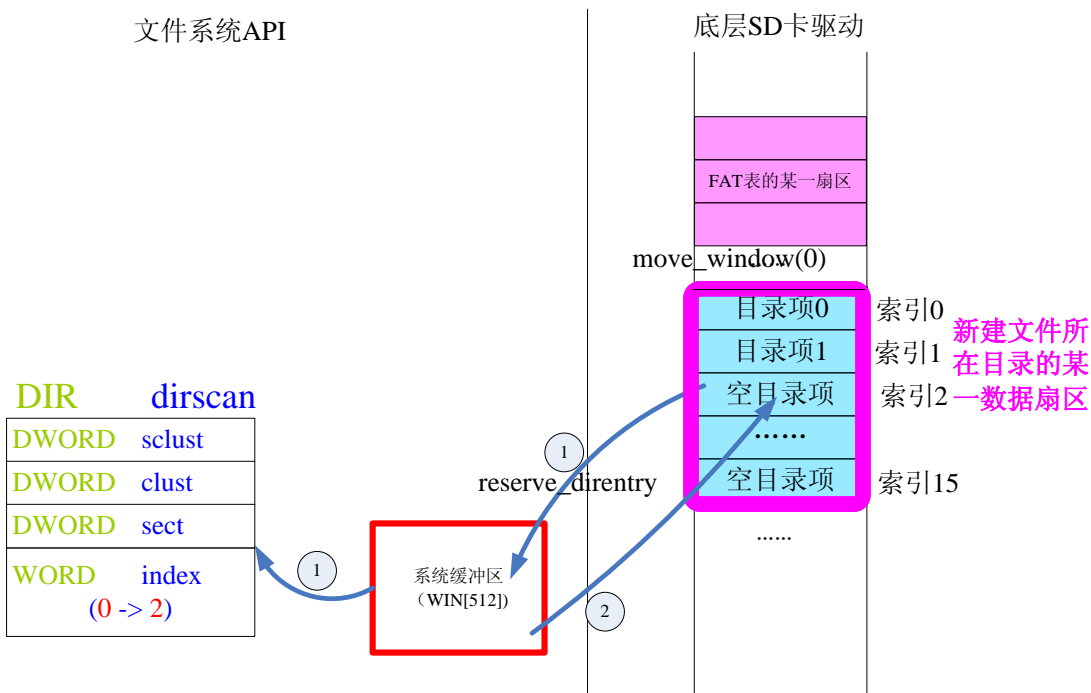 文件系统API
底层SD卡驱动
FAT表的某一扇区
move_window(0)
......
目录项0
索引0
目录项1
索引1
空目录项
索引2
......
空目录项
索引15
......
新建文件所
在目录的某
一数据扇区
DIR dirscan
DWORD sclust
DWORD clust
DWORD sect
WORD index
(0 -> 2)
1
reserve_direntry
1
系统缓冲区
（WIN[512])
2